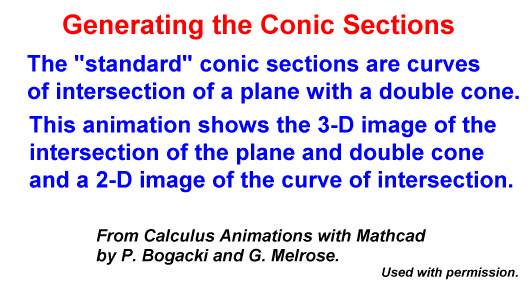 Generating the Conic Sections
The "standard" conic sections are curves
of intersection of a plane with a double cone.
This animation shows the 3-D image of the
intersection of the plane and double cone
and a 2-D image of the curve of intersection.
From Calculus Animations with Mathcad
by P. Bogacki and G. Melrose.
Used with permission.